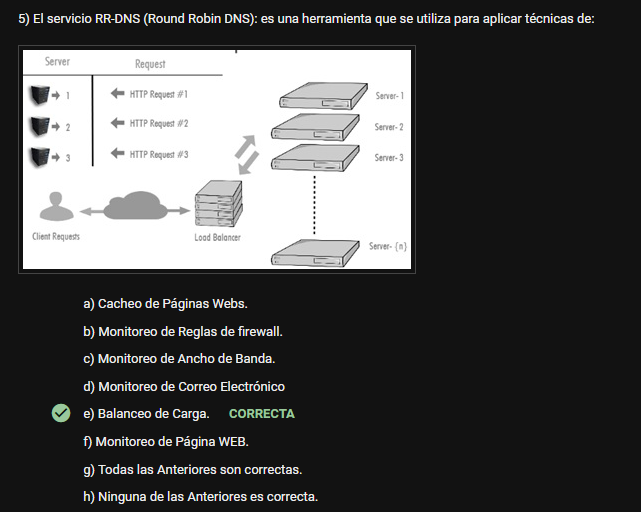 5) El servicio RR-DNS (Round Robin DNS): es una herramienta que se utiliza para aplicar técnicas de:
Server Request
1 HTTP Request #1
2 HTTP Request #2
3 HTTP Request #3
Server- 1
Server- 2
Server- 3
Client Requests
Load Balancer
Server- {n}
a) Cacheo de Páginas Webs.
b) Monitoreo de Reglas de firewall.
c) Monitoreo de Ancho de Banda.
d) Monitoreo de Correo Electrónico
e) Balanceo de Carga. CORRECTA
f) Monitoreo de Página WEB.
g) Todas las Anteriores son correctas.
h) Ninguna de las Anteriores es correcta.